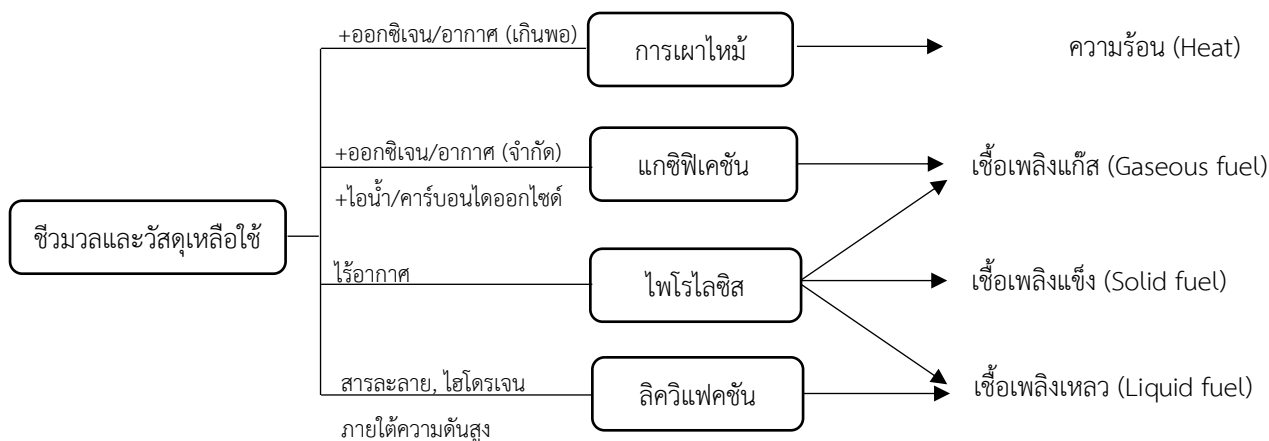 +ออกซิเจน/อากาศ (เกินพอ)
การเผาไหม้
ความร้อน (Heat)
+ออกซิเจน/อากาศ (จำกัด)
แกซิฟิเคชัน
เชื้อเพลิงแก๊ส (Gaseous fuel)
+ไอน้ำ/คาร์บอนไดออกไซด์
ชีวมวลและวัสดุเหลือใช้
ไร้อากาศ
ไพโรไลซิส
เชื้อเพลิงแข็ง (Solid fuel)
สารละลาย, ไฮโดรเจน
ลิควิแฟคชัน
เชื้อเพลิงเหลว (Liquid fuel)
ภายใต้ความดันสูง